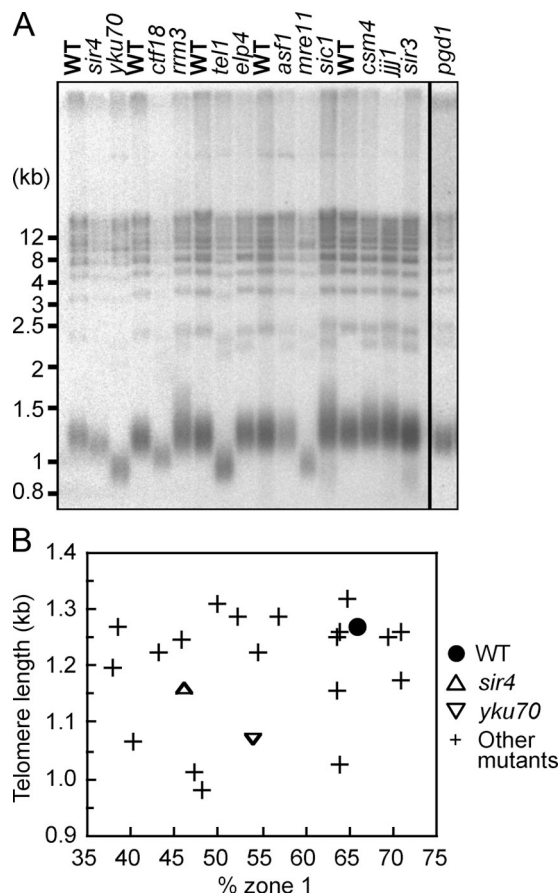 A
WT sir4 yku70 WT ctf18 rrm3 WT tel1 elp4 WT asf1 mre11 sic1 WT csm4 jjj1 sir3 pgd1
(kb)
12
8
4
3
2.5
2
1.5
1
0.8
B
Telomere length (kb)
1.4
1.3
1.2
1.1
1.0
0.9
35 40 45 50 55 60 65 70 75
% zone 1
● WT
△ sir4
▽ yku70
+ Other
mutants